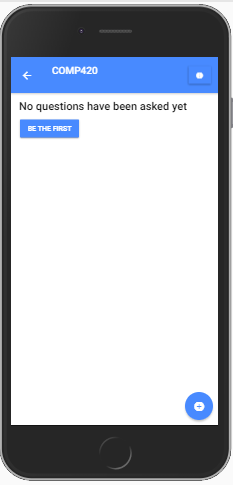 COMP420
No questions have been asked yet
BE THE FIRST